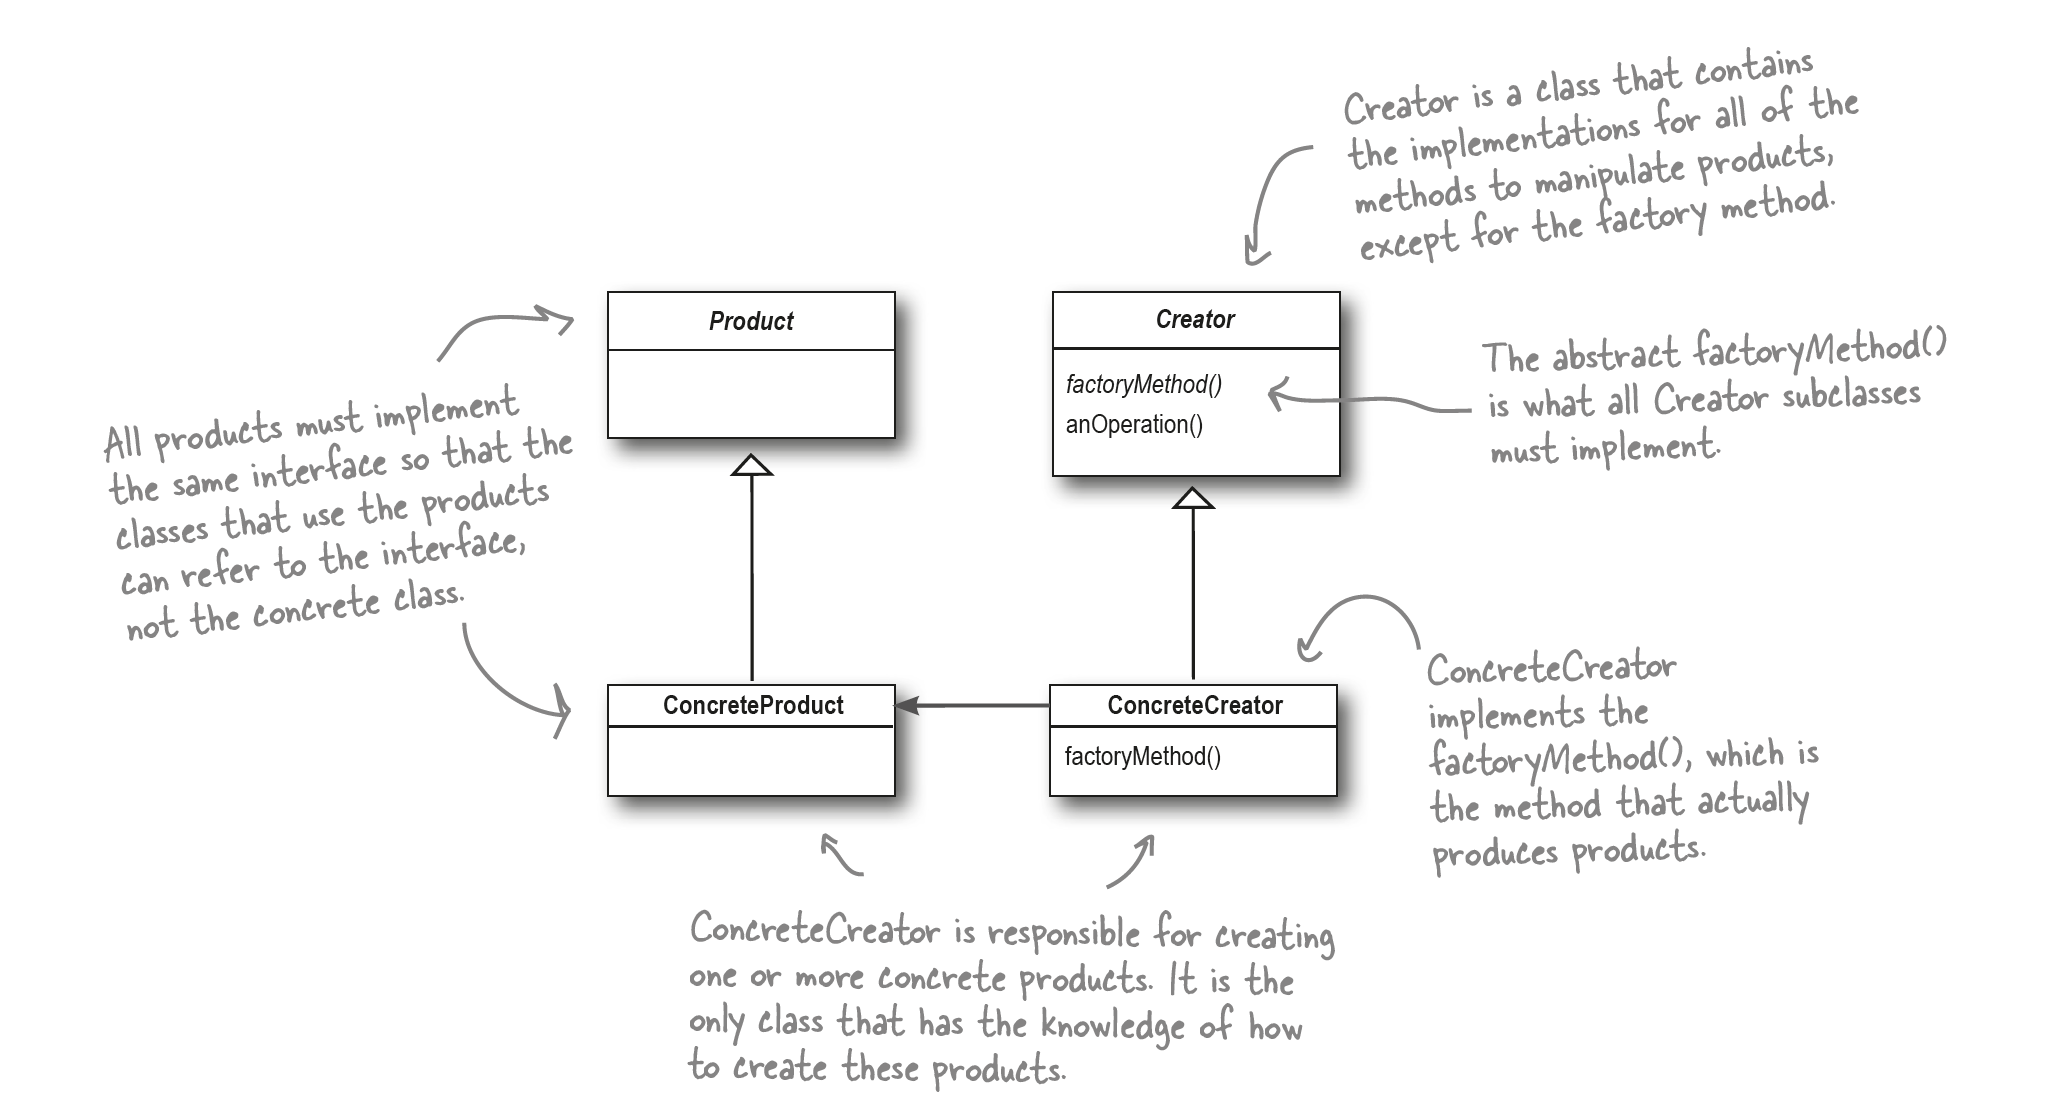 Creator is a class that contains
the implementations for all of the
methods to manipulate products,
except for the factory method.
Product
Creator
factoryMethod()
anOperation()
The abstract factoryMethod()
is what all Creator subclasses
must implement.
All products must implement
the same interface so that the
classes that use the products
can refer to the interface,
not the concrete class.
ConcreteProduct
ConcreteCreator
factoryMethod()
ConcreteCreator
implements the
factoryMethod(), which is
the method that actually
produces products.
ConcreteCreator is responsible for creating
one or more concrete products. It is the
only class that has the knowledge of how
to create these products.